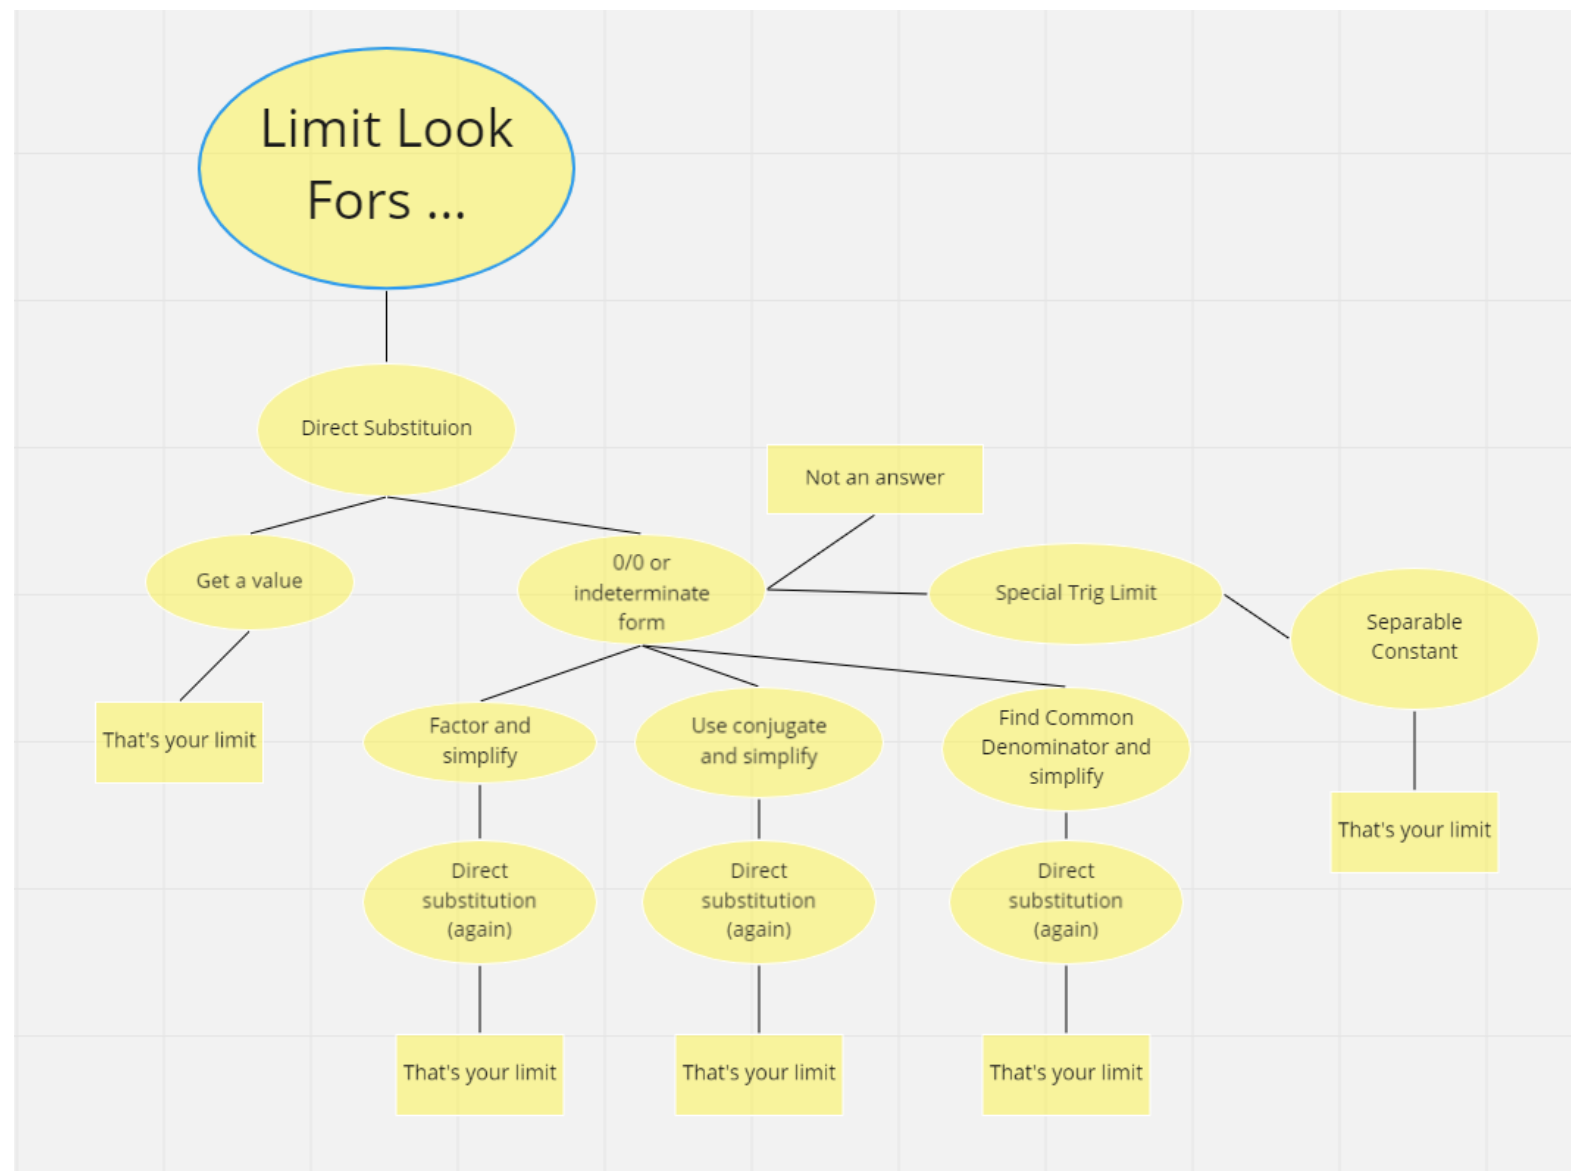 Limit Look
Fors ...
Direct Substituion
Not an answer
Get a value
0/0 or
indeterminate
form
Special Trig Limit
Separable
Constant
That's your limit
Factor and
simplify
Use conjugate
and simplify
Find Common
Denominator and
simplify
That's your limit
Direct
substitution
(again)
Direct
substitution
(again)
Direct
substitution
(again)
That's your limit
That's your limit
That's your limit